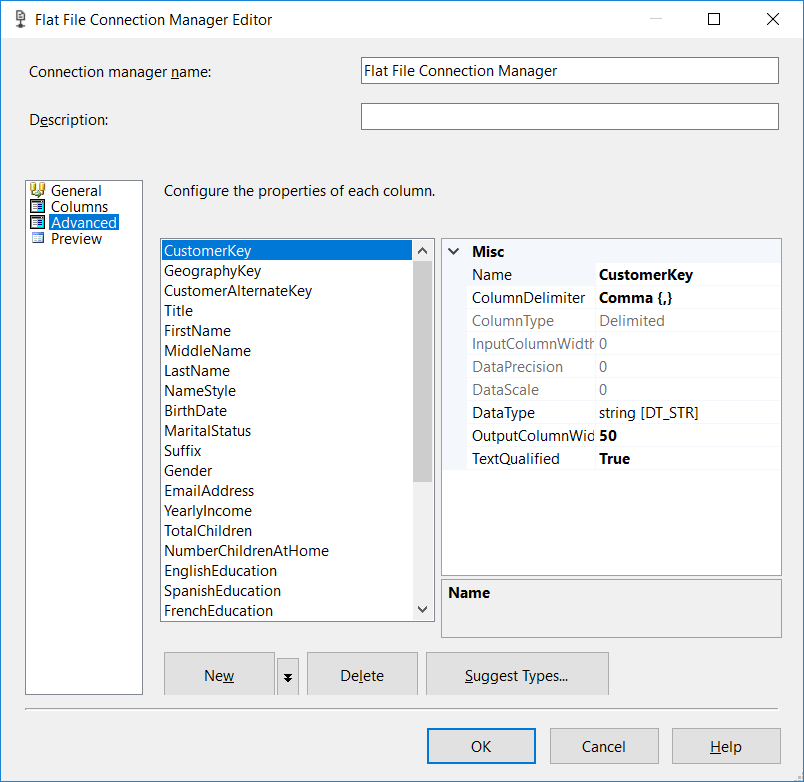 Flat File Connection Manager Editor
Connection manager name: Flat File Connection Manager
Description:
General
Columns
Advanced
Preview
Configure the properties of each column.
CustomerKey
GeographyKey
CustomerAlternateKey
Title
FirstName
MiddleName
LastName
NameStyle
BirthDate
MaritalStatus
Suffix
Gender
EmailAddress
YearlyIncome
TotalChildren
NumberChildrenAtHome
EnglishEducation
SpanishEducation
FrenchEducation
Misc
Name CustomerKey
ColumnDelimiter Comma {,}
ColumnType Delimited
InputColumnWidth 0
DataPrecision 0
DataScale 0
DataType string [DT_STR]
OutputColumnWid 50
TextQualified True
Name
New Delete Suggest Types...
OK Cancel Help